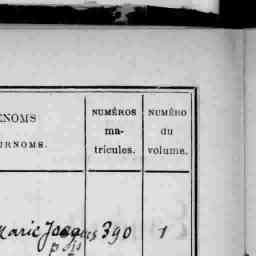 ENOMS
URNOMS.
NUMÉROS
ma-
tricules.
NUMÉRO
du
volume.
Marie Jacques 390 1